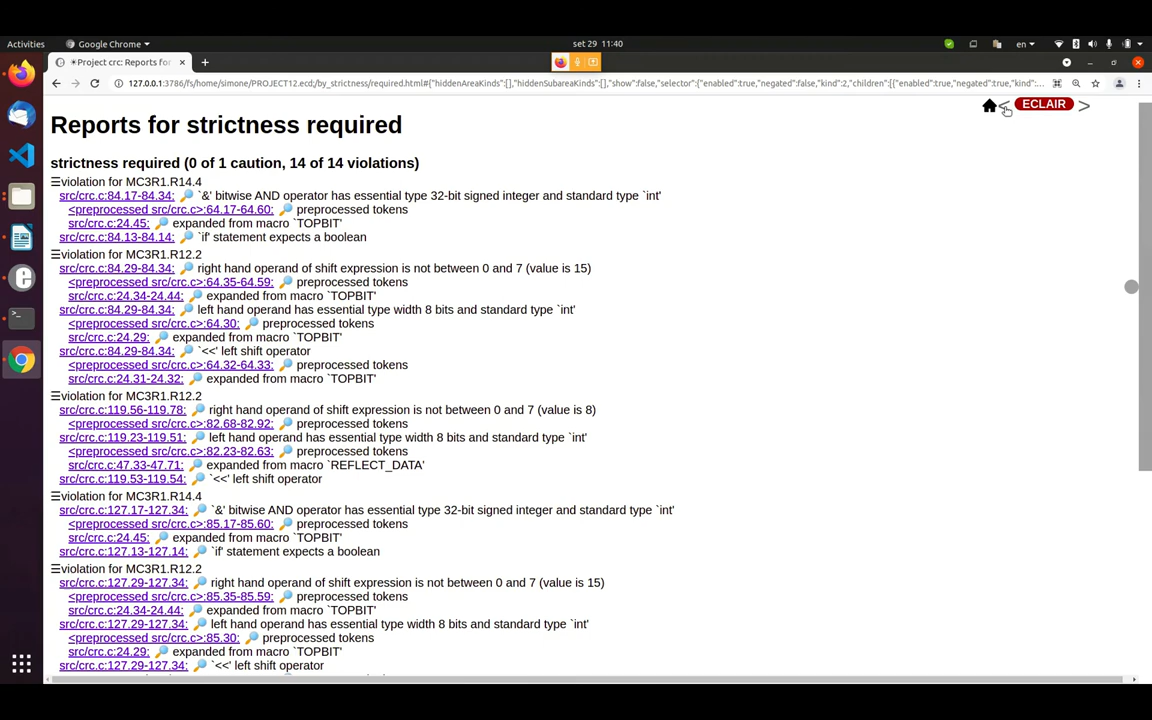 Activities
Google Chrome
set 29 11:40
en
Project crc: Reports for
127.0.0.1:3786/fs/home/simone/PROJECT12.ecd/by_strictness/required.html#{"hiddenAreaKinds":[],"hiddenSubareaKinds":[],"show":false,"selector":{"enabled":true,"negated":false,"kind":2,"children":[{"enabled":true,"negated":true,"kind":...
< ECLAIR >
Reports for strictness required
strictness required (0 of 1 caution, 14 of 14 violations)
☰violation for MC3R1.R14.4
src/crc.c:84.17-84.34: `&' bitwise AND operator has essential type 32-bit signed integer and standard type `int'
<preprocessed src/crc.c>:64.17-64.60: preprocessed tokens
src/crc.c:24.45: expanded from macro `TOPBIT'
src/crc.c:84.13-84.14: `if' statement expects a boolean
☰violation for MC3R1.R12.2
src/crc.c:84.29-84.34: right hand operand of shift expression is not between 0 and 7 (value is 15)
<preprocessed src/crc.c>:64.35-64.59: preprocessed tokens
src/crc.c:24.34-24.44: expanded from macro `TOPBIT'
src/crc.c:84.29-84.34: left hand operand has essential type width 8 bits and standard type `int'
<preprocessed src/crc.c>:64.30: preprocessed tokens
src/crc.c:24.29: expanded from macro `TOPBIT'
src/crc.c:84.29-84.34: `<<' left shift operator
<preprocessed src/crc.c>:64.32-64.33: preprocessed tokens
src/crc.c:24.31-24.32: expanded from macro `TOPBIT'
☰violation for MC3R1.R12.2
src/crc.c:119.56-119.78: right hand operand of shift expression is not between 0 and 7 (value is 8)
<preprocessed src/crc.c>:82.68-82.92: preprocessed tokens
src/crc.c:119.23-119.51: left hand operand has essential type width 8 bits and standard type `int'
<preprocessed src/crc.c>:82.23-82.63: preprocessed tokens
src/crc.c:47.33-47.71: expanded from macro `REFLECT_DATA'
src/crc.c:119.53-119.54: `<<' left shift operator
☰violation for MC3R1.R14.4
src/crc.c:127.17-127.34: `&' bitwise AND operator has essential type 32-bit signed integer and standard type `int'
<preprocessed src/crc.c>:85.17-85.60: preprocessed tokens
src/crc.c:24.45: expanded from macro `TOPBIT'
src/crc.c:127.13-127.14: `if' statement expects a boolean
☰violation for MC3R1.R12.2
src/crc.c:127.29-127.34: right hand operand of shift expression is not between 0 and 7 (value is 15)
<preprocessed src/crc.c>:85.35-85.59: preprocessed tokens
src/crc.c:24.34-24.44: expanded from macro `TOPBIT'
src/crc.c:127.29-127.34: left hand operand has essential type width 8 bits and standard type `int'
<preprocessed src/crc.c>:85.30: preprocessed tokens
src/crc.c:24.29: expanded from macro `TOPBIT'
src/crc.c:127.29-127.34: `<<' left shift operator